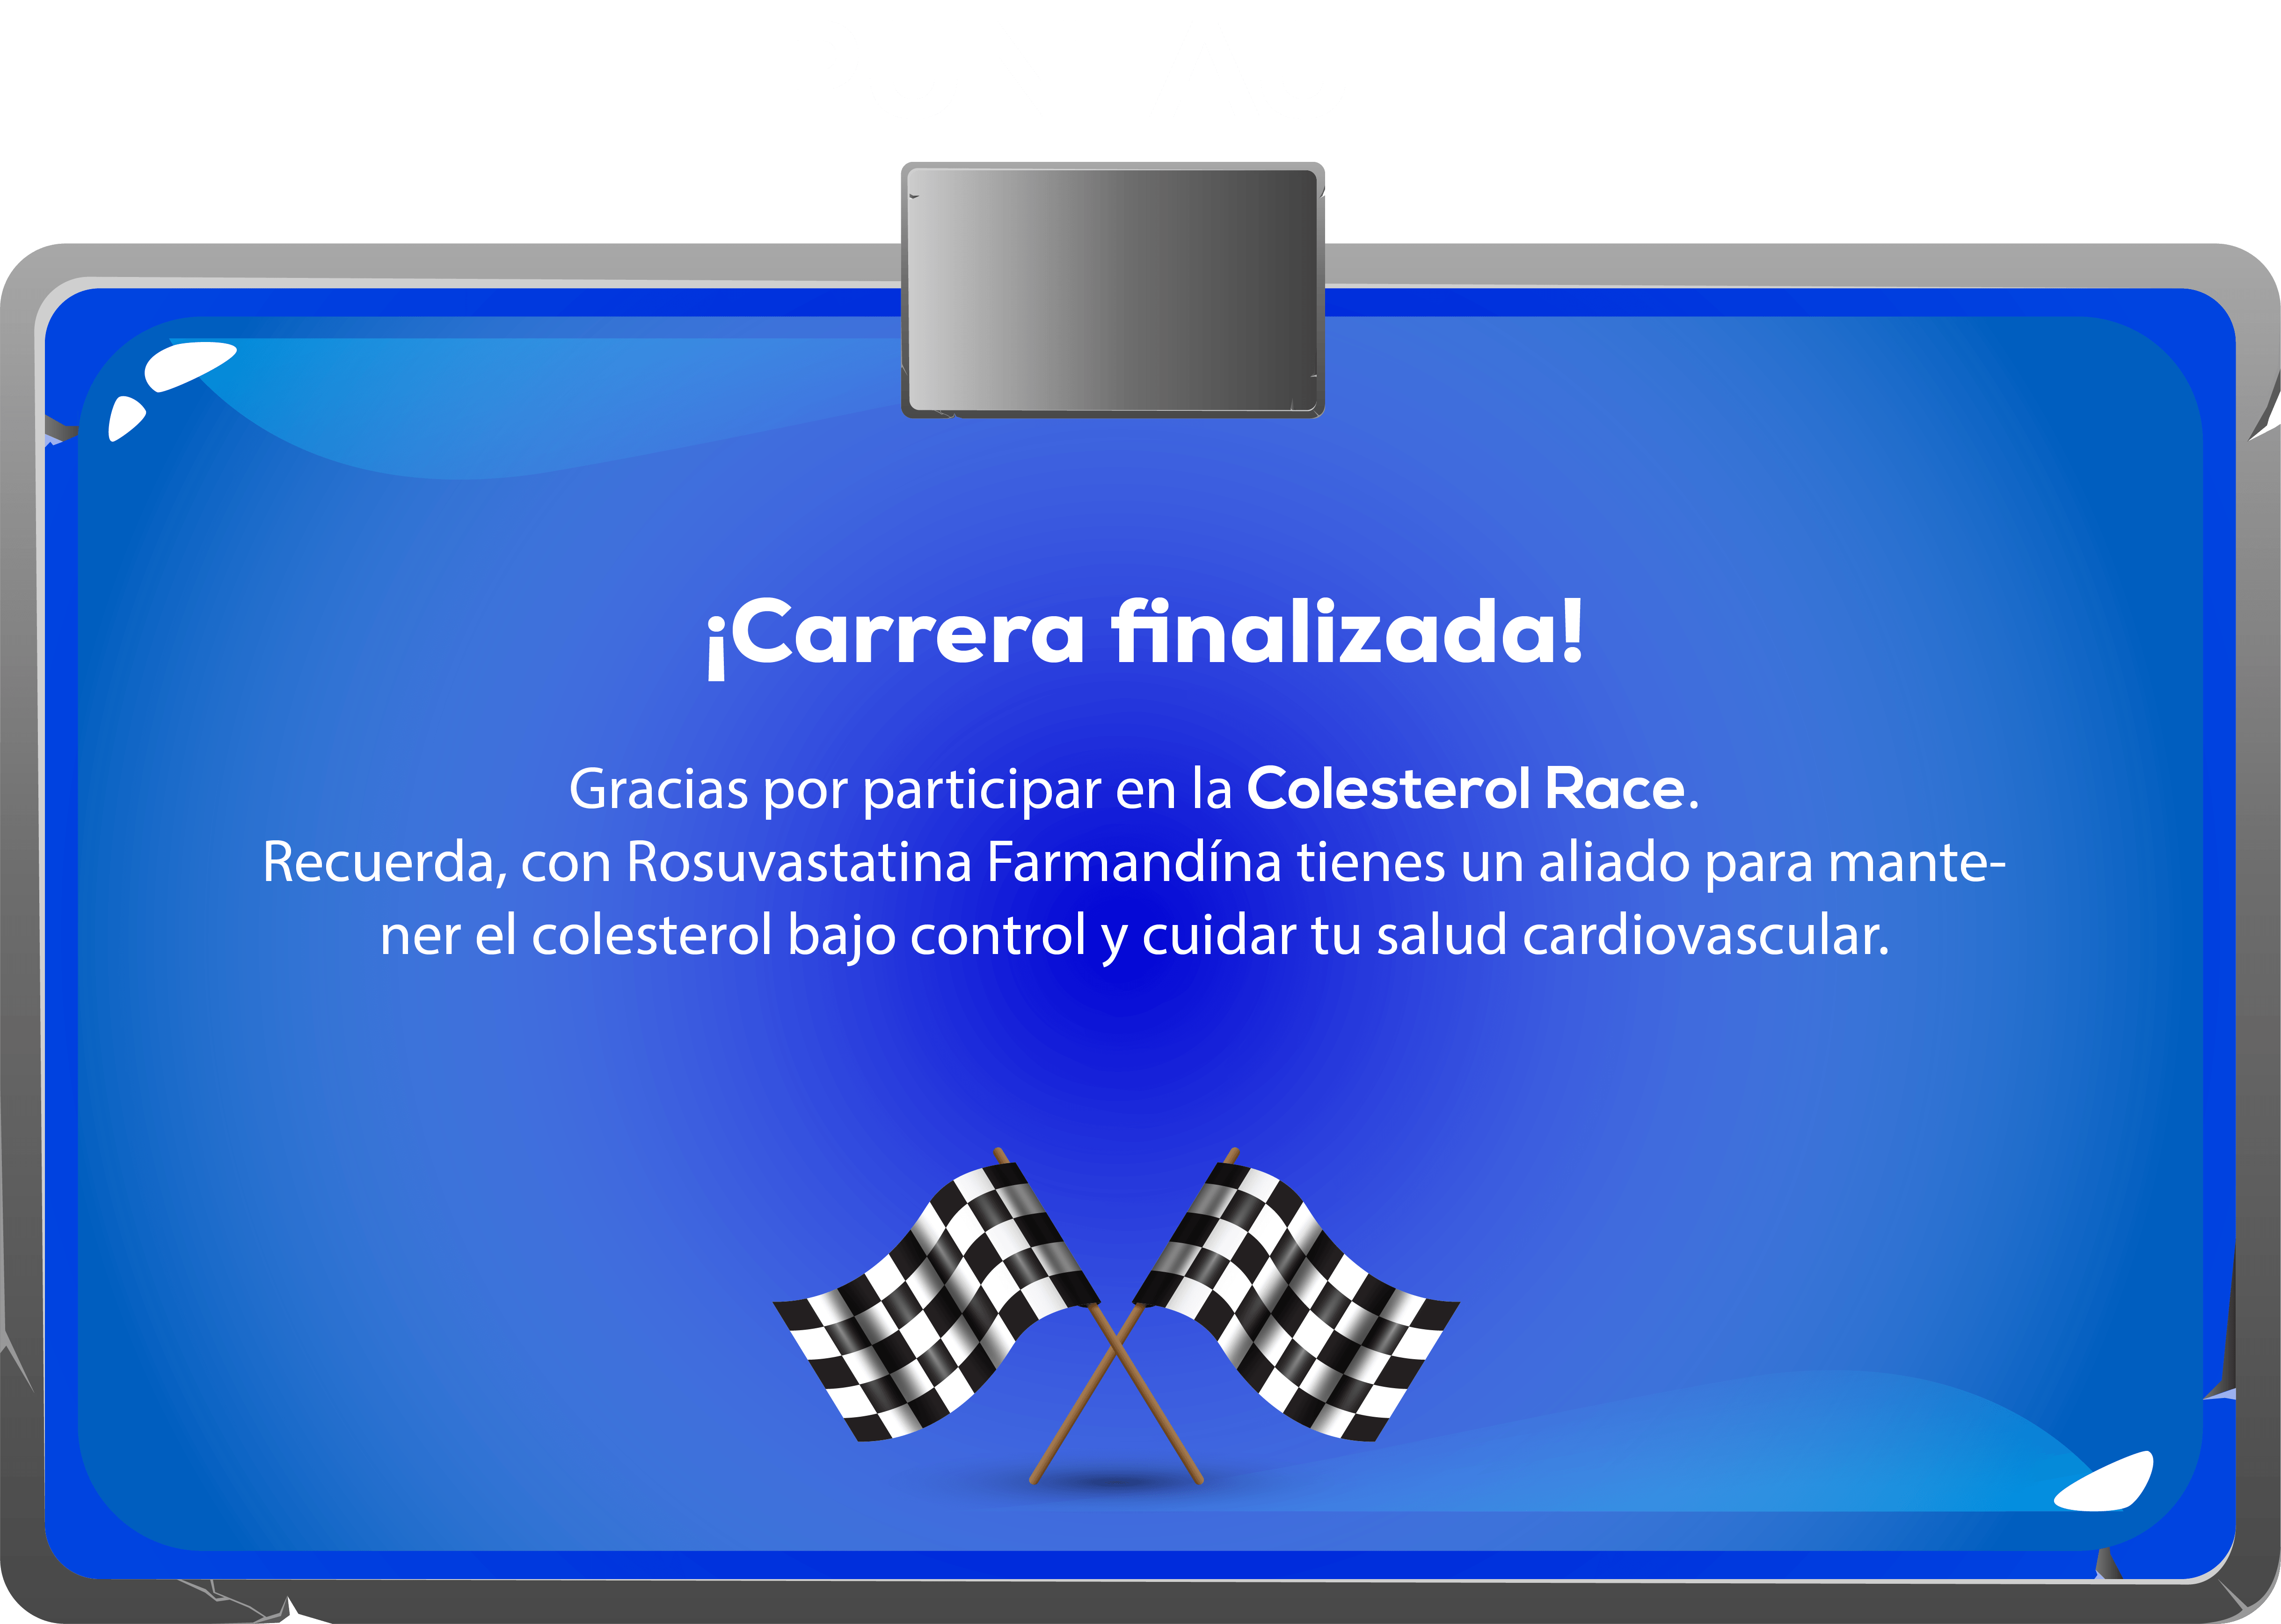 ¡Carrera finalizada!
Gracias por participar en la Colesterol Race.
Recuerda, con Rosuvastatina Farmandína tienes un aliado para mante-
ner el colesterol bajo control y cuidar tu salud cardiovascular.